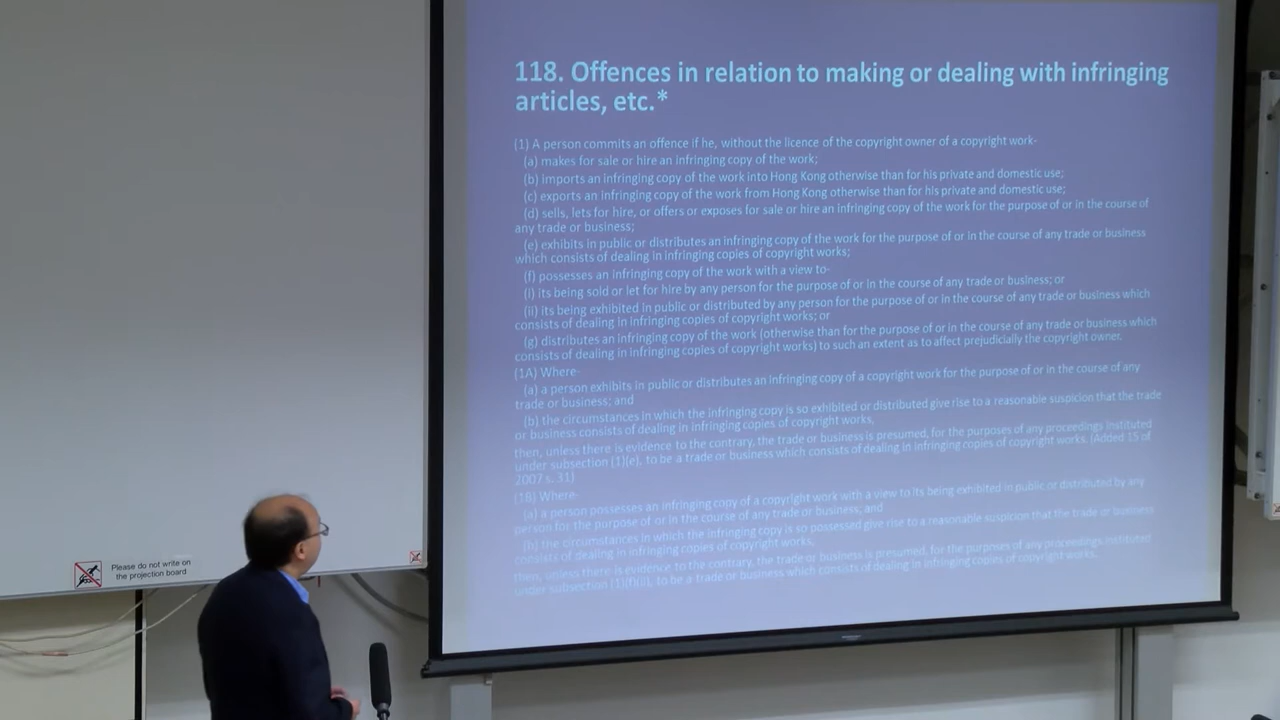 118. Offences in relation to making or dealing with infringing
articles, etc.*
(1) A person commits an offence if he, without the licence of the copyright owner of a copyright work-
(a) makes for sale or hire an infringing copy of the work;
(b) imports an infringing copy of the work into Hong Kong otherwise than for his private and domestic use;
(c) exports an infringing copy of the work from Hong Kong otherwise than for his private and domestic use;
(d) sells, lets for hire, or offers or exposes for sale or hire an infringing copy of the work for the purpose of or in the course of
any trade or business;
(e) exhibits in public or distributes an infringing copy of the work for the purpose of or in the course of any trade or business
which consists of dealing in infringing copies of copyright works;
(f) possesses an infringing copy of the work with a view to-
(i) its being sold or let for hire by any person for the purpose of or in the course of any trade or business; or
(ii) its being exhibited in public or distributed by any person for the purpose of or in the course of any trade or business which
consists of dealing in infringing copies of copyright works; or
(g) distributes an infringing copy of the work (otherwise than for the purpose of or in the course of any trade or business which
consists of dealing in infringing copies of copyright works) to such an extent as to affect prejudicially the copyright owner.
(1A) Where-
(a) a person exhibits in public or distributes an infringing copy of a copyright work for the purpose of or in the course of any
trade or business; and
(b) the circumstances in which the infringing copy is so exhibited or distributed give rise to a reasonable suspicion that the trade
or business consists of dealing in infringing copies of copyright works,
then, unless there is evidence to the contrary, the trade or business is presumed, for the purposes of any proceedings instituted
under subsection (1)(e), to be a trade or business which consists of dealing in infringing copies of copyright works. (Added 15 of
2007 s. 31)
(1B) Where-
(a) a person possesses an infringing copy of a copyright work with a view to its being exhibited in public or distributed by any
person for the purpose of or in the course of any trade or business; and
(b) the circumstances in which the infringing copy is so possessed give rise to a reasonable suspicion that the trade or business
consists of dealing in infringing copies of copyright works,
then, unless there is evidence to the contrary, the trade or business is presumed, for the purposes of any proceedings instituted
under subsection (1)(f)(ii), to be a trade or business which consists of dealing in infringing copies of copyright works.
Please do not write on
the projection board